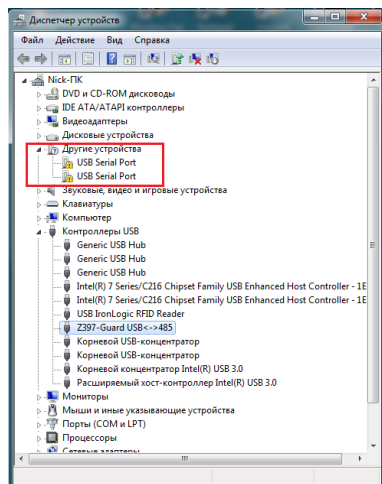 Диспетчер устройств
Файл Действие Вид Справка
Nick-ПК
DVD и CD-ROM дисководы
IDE ATA/ATAPI контроллеры
Видеоадаптеры
Дисковые устройства
Другие устройства
USB Serial Port
USB Serial Port
Звуковые, видео и игровые устройства
Клавиатуры
Компьютер
Контроллеры USB
Generic USB Hub
Generic USB Hub
Generic USB Hub
Intel(R) 7 Series/C216 Chipset Family USB Enhanced Host Controller - 1E
Intel(R) 7 Series/C216 Chipset Family USB Enhanced Host Controller - 1E
USB IronLogic RFID Reader
Z397-Guard USB<->485
Корневой USB-концентратор
Корневой USB-концентратор
Корневой концентратор Intel(R) USB 3.0
Расширяемый хост-контроллер Intel(R) USB 3.0
Мониторы
Мыши и иные указывающие устройства
Порты (COM и LPT)
Процессоры
Сетевые адаптеры